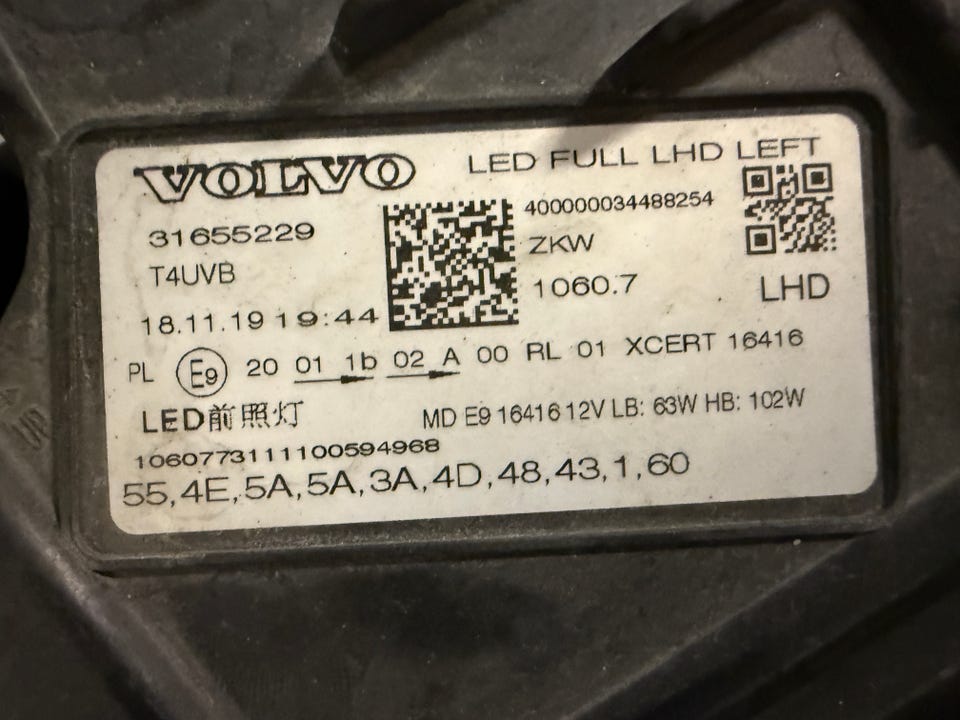 VOLVO LED FULL LHD LEFT
31655229 400000034488254
T4UVB ZKW
18.11.19 19:44 1060.7 LHD
PL E9 20 01 1b 02 A 00 RL 01 XCERT 16416
LED前照灯 MD E9 16416 12V LB: 63W HB: 102W
1060773111100594968
55,4E,5A,5A,3A,4D,48,43,1,60